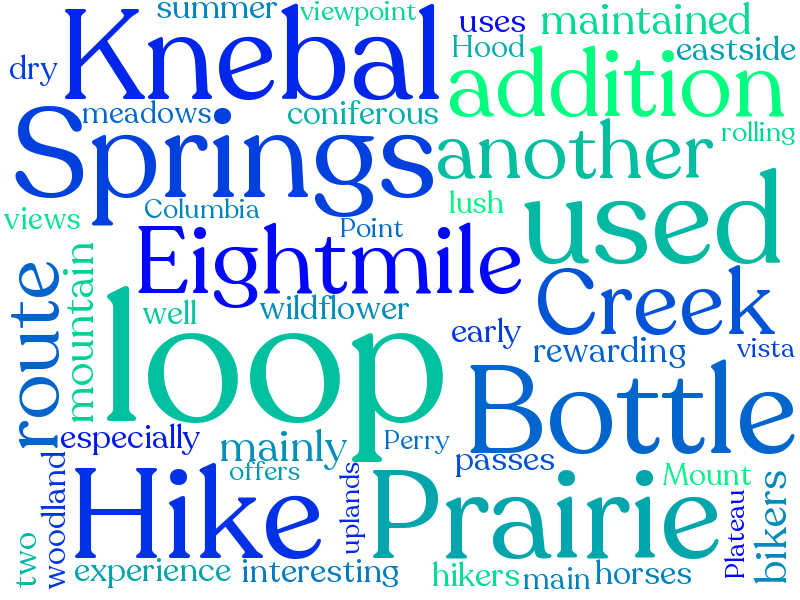 summer
viewpoint
uses
maintained
Knebal
Hood
eastside
dry
addition
meadows
coniferous
Springs
another
rolling
views
Columbia
Point
lush
used
Eightmile
route
mountain
well
wildflower
Creek
early
rewarding
vista
loop
Bottle
especially
mainly
Perry
offers
passes
Hike
Prairie
Mount
two
woodland
uplands
Plateau
bikers
experience
interesting
hikers
main
horses